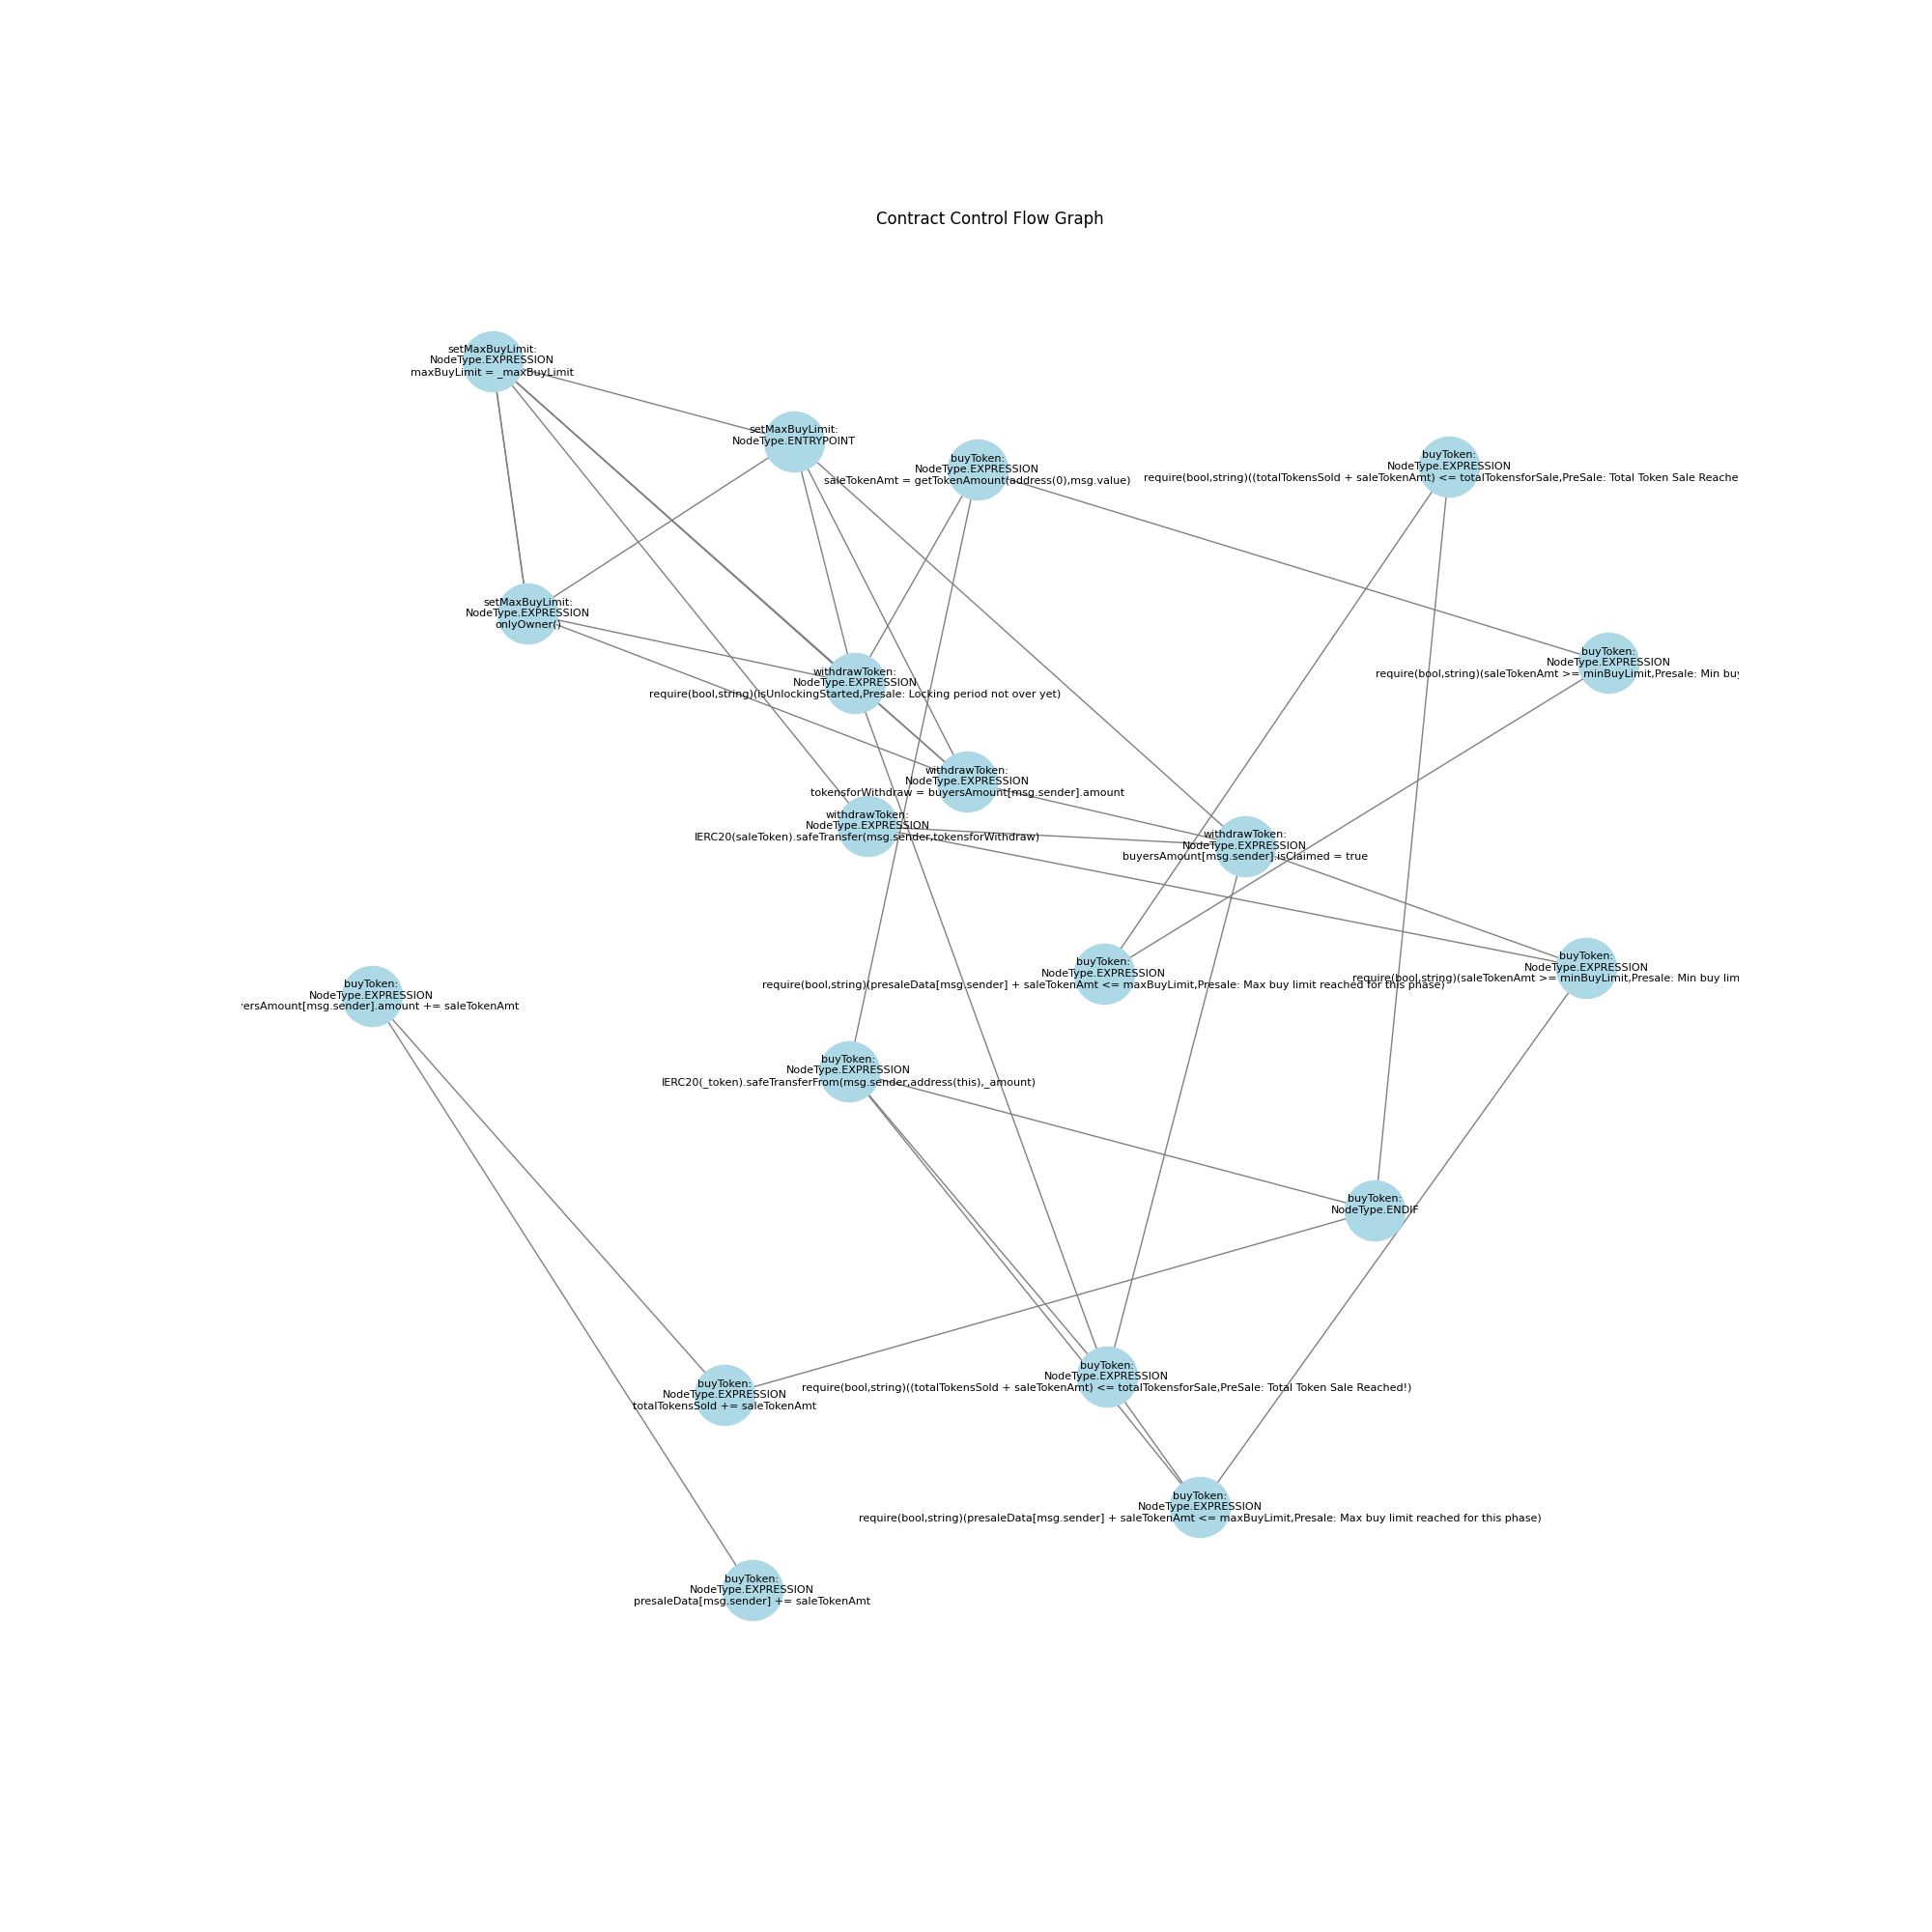 Contract Control Flow Graph
setMaxBuyLimit:
NodeType.EXPRESSION
maxBuyLimit = _maxBuyLimit
setMaxBuyLimit:
NodeType.ENTRYPOINT
buyToken:
NodeType.EXPRESSION
saleTokenAmt = getTokenAmount(address(0),msg.value)
buyToken:
NodeType.EXPRESSION
require(bool,string)((totalTokensSold + saleTokenAmt) <= totalTokensforSale,PreSale: Total Token Sale Reache
setMaxBuyLimit:
NodeType.EXPRESSION
onlyOwner()
buyToken:
NodeType.EXPRESSION
require(bool,string)(saleTokenAmt >= minBuyLimit,Presale: Min buy
withdrawToken:
NodeType.EXPRESSION
require(bool,string)(isUnlockingStarted,Presale: Locking period not over yet)
withdrawToken:
NodeType.EXPRESSION
tokensforWithdraw = buyersAmount[msg.sender].amount
withdrawToken:
NodeType.EXPRESSION
IERC20(saleToken).safeTransfer(msg.sender,tokensforWithdraw)
withdrawToken:
NodeType.EXPRESSION
buyersAmount[msg.sender].isClaimed = true
buyToken:
NodeType.EXPRESSION
require(bool,string)(presaleData[msg.sender] + saleTokenAmt <= maxBuyLimit,Presale: Max buy limit reached for this phase)
buyToken:
NodeType.EXPRESSION
require(bool,string)(saleTokenAmt >= minBuyLimit,Presale: Min buy lim
buyToken:
NodeType.EXPRESSION
ersAmount[msg.sender].amount += saleTokenAmt
buyToken:
NodeType.EXPRESSION
IERC20(_token).safeTransferFrom(msg.sender,address(this),_amount)
buyToken:
NodeType.ENDIF
buyToken:
NodeType.EXPRESSION
require(bool,string)((totalTokensSold + saleTokenAmt) <= totalTokensforSale,PreSale: Total Token Sale Reached!)
buyToken:
NodeType.EXPRESSION
totalTokensSold += saleTokenAmt
buyToken:
NodeType.EXPRESSION
require(bool,string)(presaleData[msg.sender] + saleTokenAmt <= maxBuyLimit,Presale: Max buy limit reached for this phase)
buyToken:
NodeType.EXPRESSION
presaleData[msg.sender] += saleTokenAmt